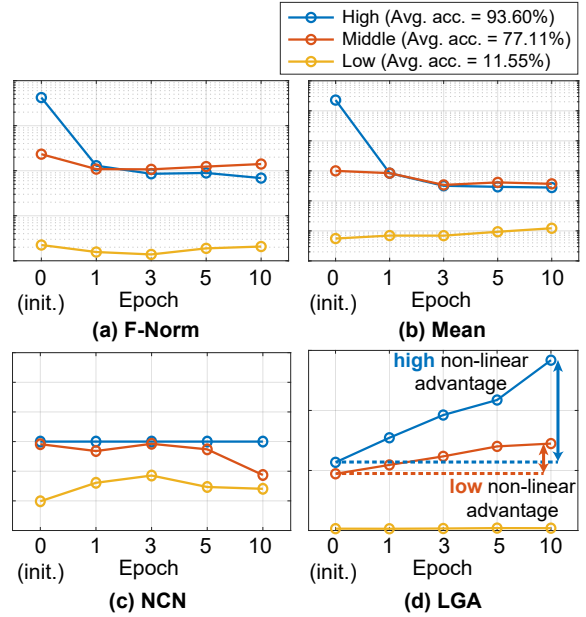 High (Avg. acc. = 93.60%)
Middle (Avg. acc. = 77.11%)
Low (Avg. acc. = 11.55%)
0 1 3 5 10
(init.) Epoch
(a) F-Norm
0 1 3 5 10
(init.) Epoch
(b) Mean
0 1 3 5 10
(init.) Epoch
(c) NCN
high non-linear
advantage
low non-linear
advantage
0 1 3 5 10
(init.) Epoch
(d) LGA